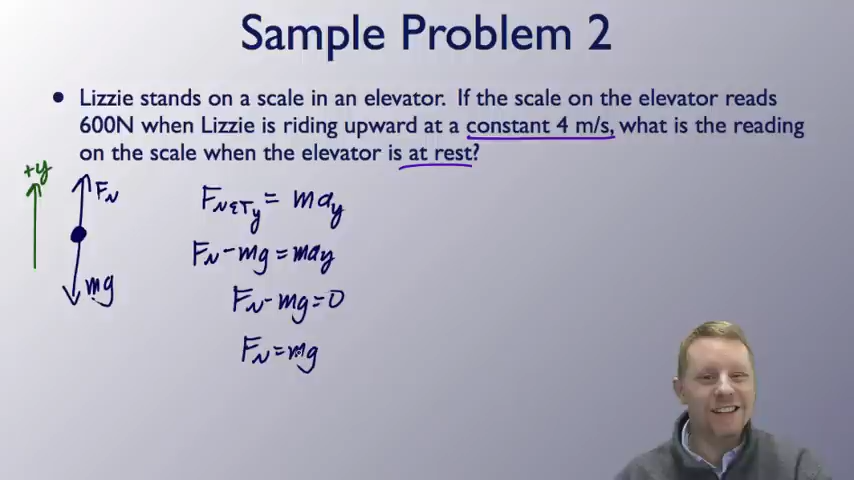 Sample Problem 2
• Lizzie stands on a scale in an elevator. If the scale on the elevator reads
600N when Lizzie is riding upward at a constant 4 m/s, what is the reading
on the scale when the elevator is at rest?
+y
FN
mg
FNETy = may
FN - mg = may
FN - mg = 0
FN = mg